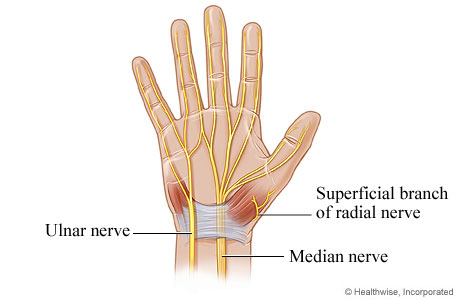 Superficial branch
of radial nerve
Ulnar nerve
Median nerve
© Healthwise, Incorporated